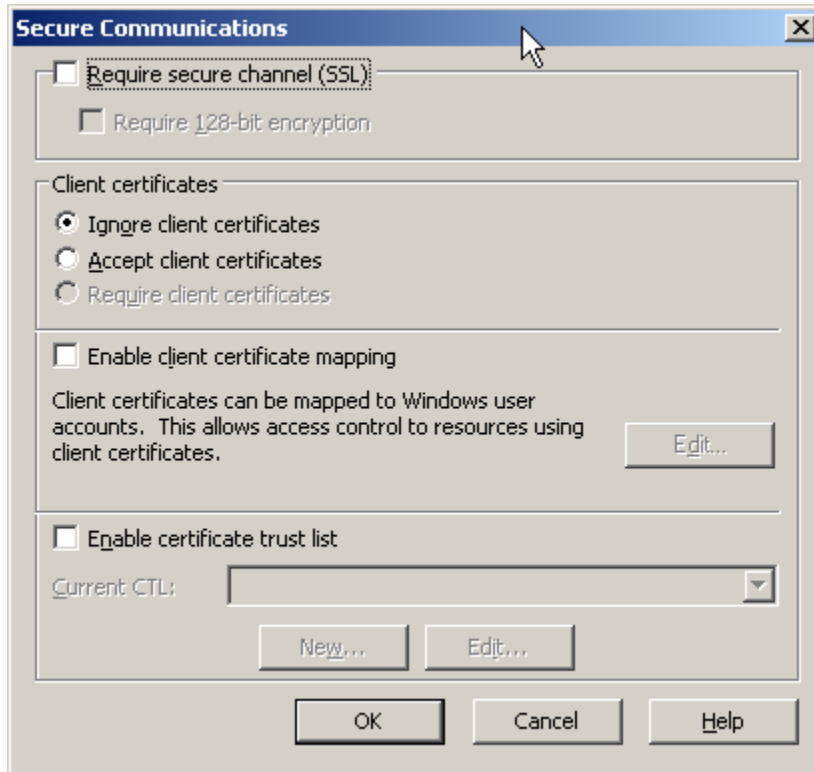 Secure Communications
Require secure channel (SSL)
Require 128-bit encryption
Client certificates
Ignore client certificates
Accept client certificates
Require client certificates
Enable client certificate mapping
Client certificates can be mapped to Windows user
accounts.  This allows access control to resources using
client certificates.
Edit...
Enable certificate trust list
Current CTL:
New...
Edit...
OK
Cancel
Help